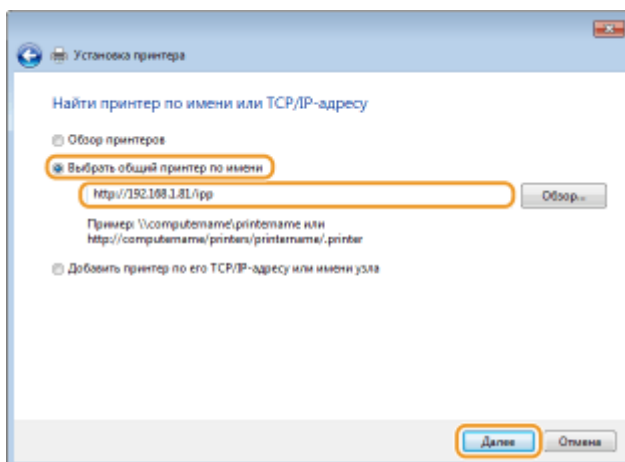 Установка принтера
Найти принтер по имени или TCP/IP-адресу
Обзор принтеров
Выбрать общий принтер по имени
http://192.168.1.81/ipp
Обзор...
Пример: \\computername\printername или
http://computername/printers/printername/.printer
Добавить принтер по его TCP/IP-адресу или имени узла
Далее
Отмена